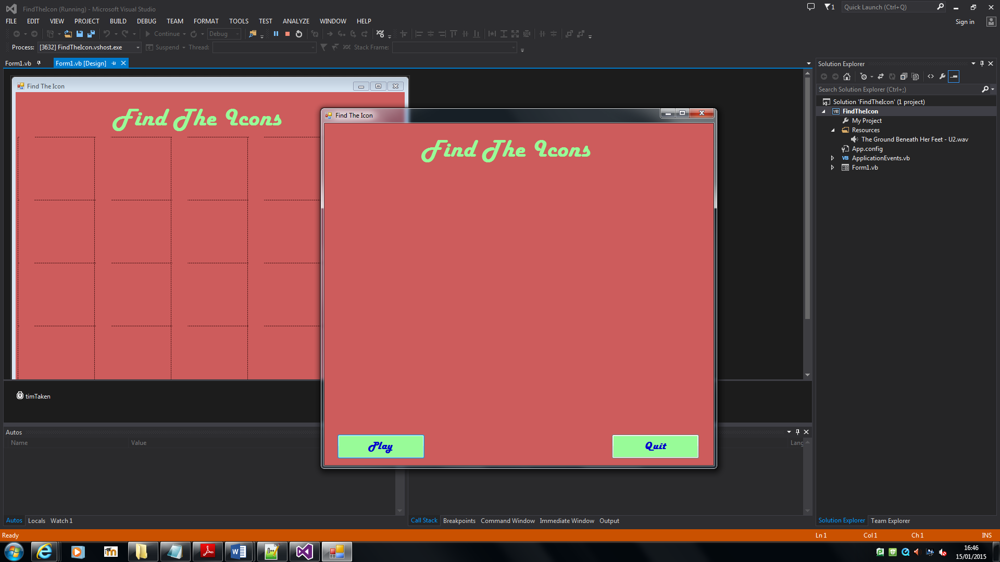 FindTheIcon (Running) - Microsoft Visual Studio
1
Quick Launch (Ctrl+Q)
FILE EDIT VIEW PROJECT BUILD DEBUG TEAM FORMAT TOOLS TEST ANALYZE WINDOW HELP
Sign in
Continue Debug
Process: [3632] FindTheIcon.vshost.exe Suspend Thread: Stack Frame:
Form1.vb Form1.vb [Design]
Find The Icon
Find The Icons
timTaken
Find The Icon
Find The Icons
Play Quit
Solution Explorer
Search Solution Explorer (Ctrl+;)
Solution 'FindTheIcon' (1 project)
VB FindTheIcon
My Project
Resources
The Ground Beneath Her Feet - U2.wav
App.config
VB ApplicationEvents.vb
Form1.vb
Autos
Name Value
Lang
Autos Locals Watch 1
Call Stack Breakpoints Command Window Immediate Window Output
Solution Explorer Team Explorer
Ready Ln 1 Col 1 Ch 1 INS
16:46
15/01/2015